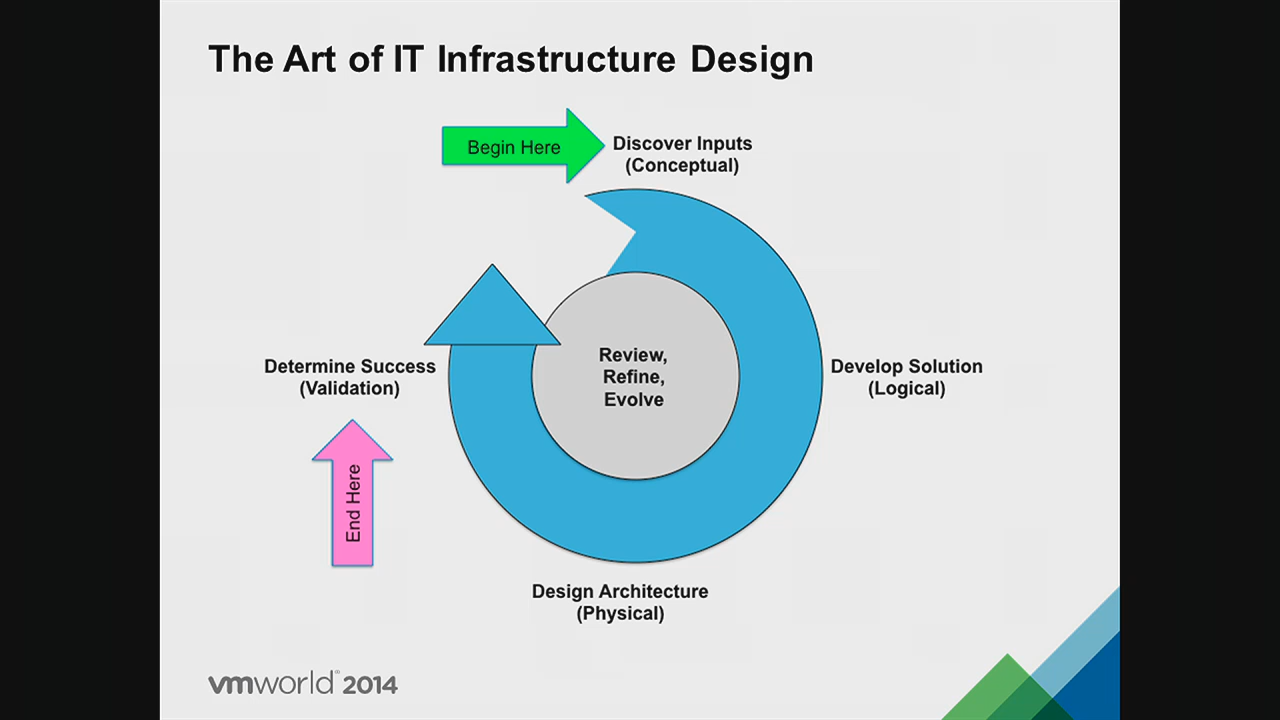 The Art of IT Infrastructure Design
Begin Here
Discover Inputs
(Conceptual)
Review,
Refine,
Evolve
Determine Success
(Validation)
Develop Solution
(Logical)
End Here
Design Architecture
(Physical)
vmworld® 2014